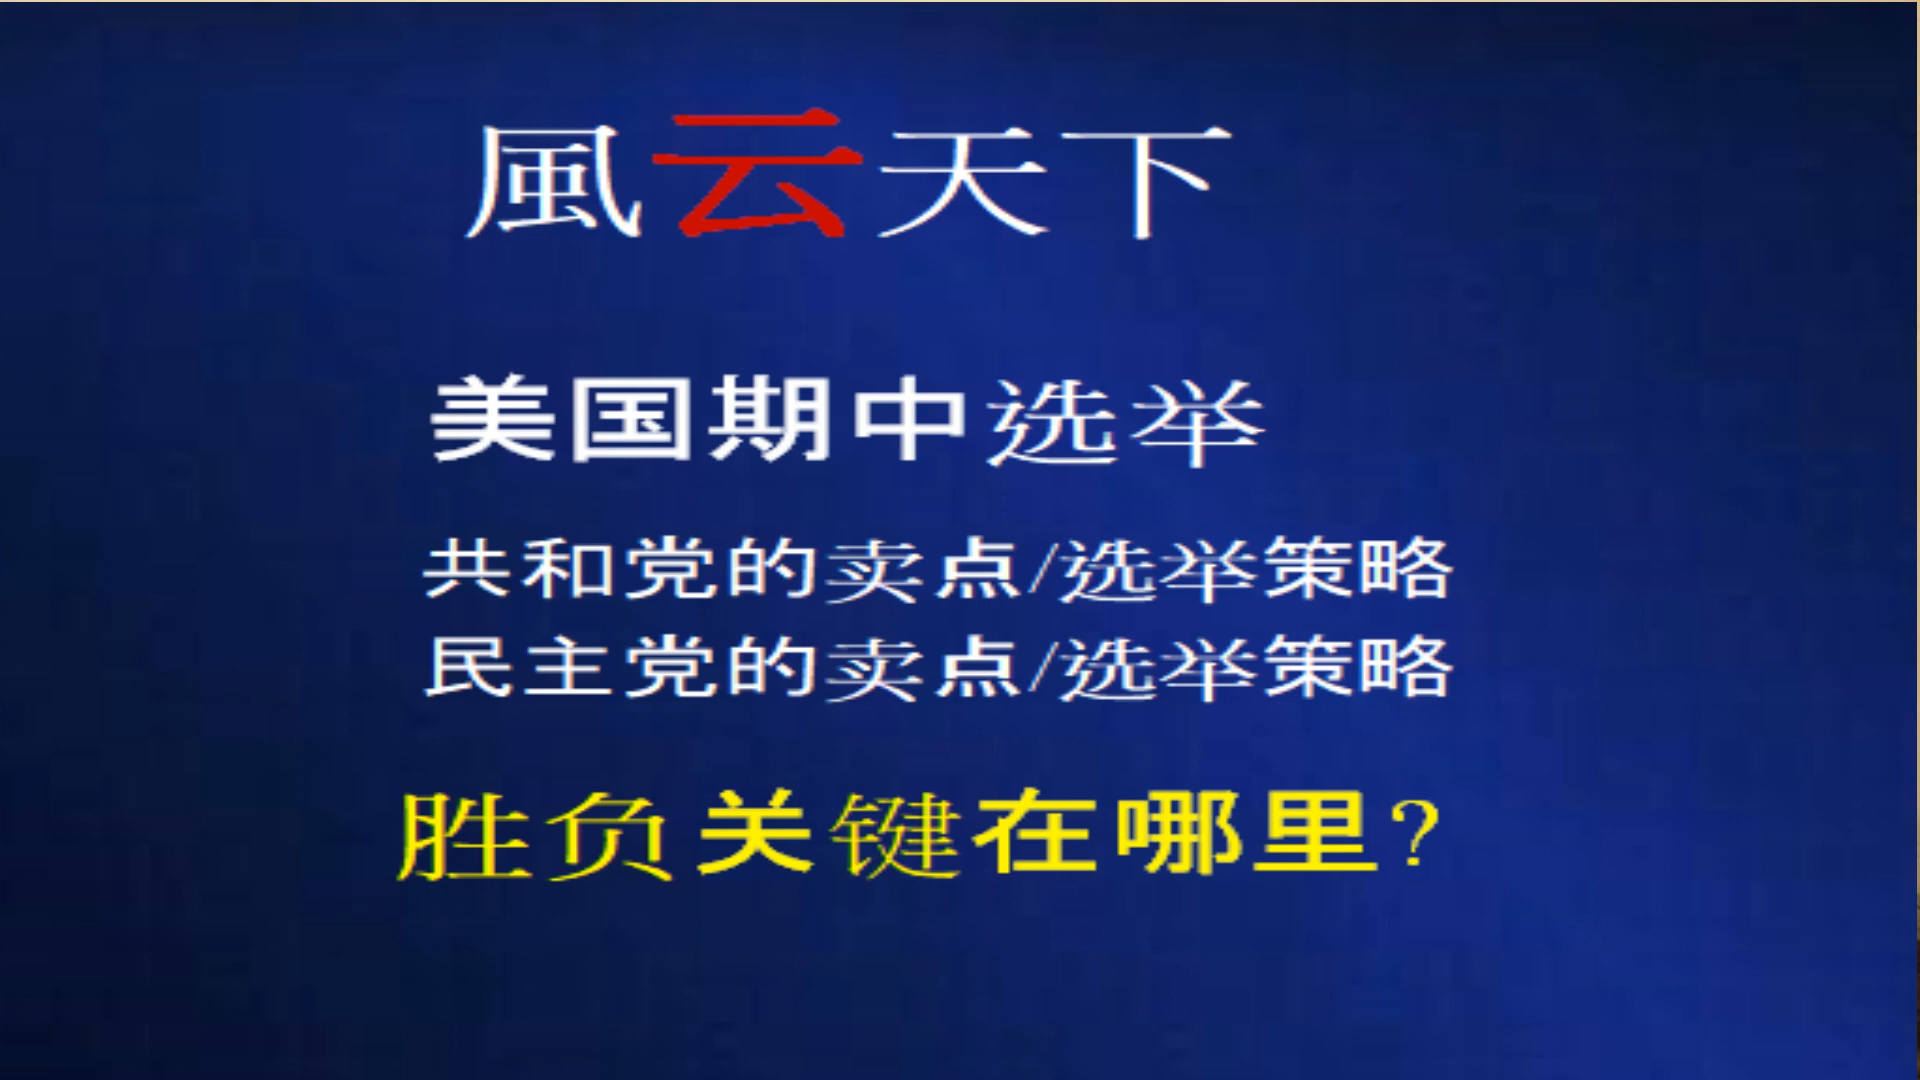 風云天下
美国期中选举
共和党的卖点/选举策略
民主党的卖点/选举策略
胜负关键在哪里?